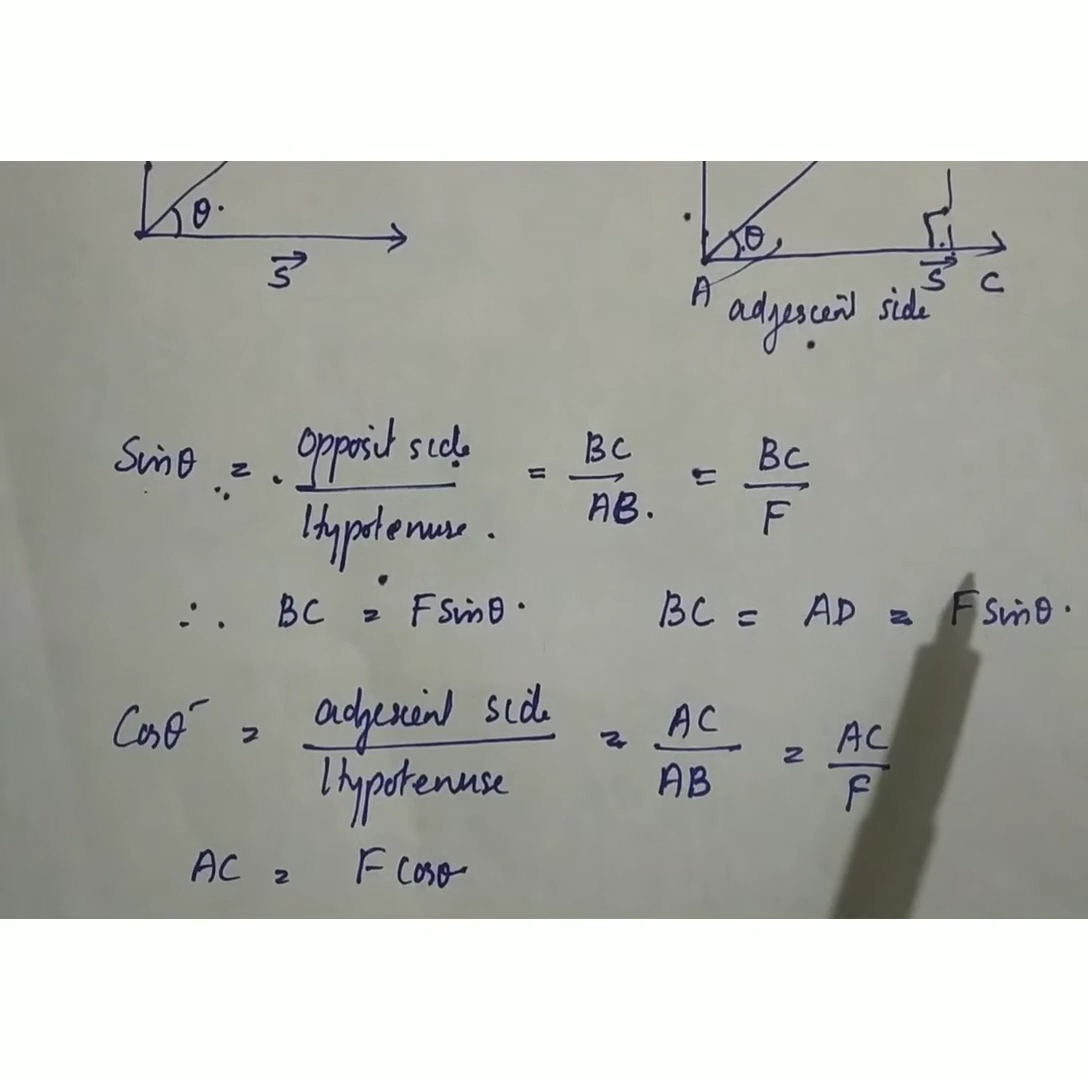 θ.
S
θ
A
S
C
adjescent side
Sinθ = Opposit side / Hypotenuse = BC / AB = BC / F
∴ BC = F Sinθ. BC = AD = F Sinθ.
Cosθ = adjescent side / Hypotenuse = AC / AB = AC / F
AC = F Cosθ